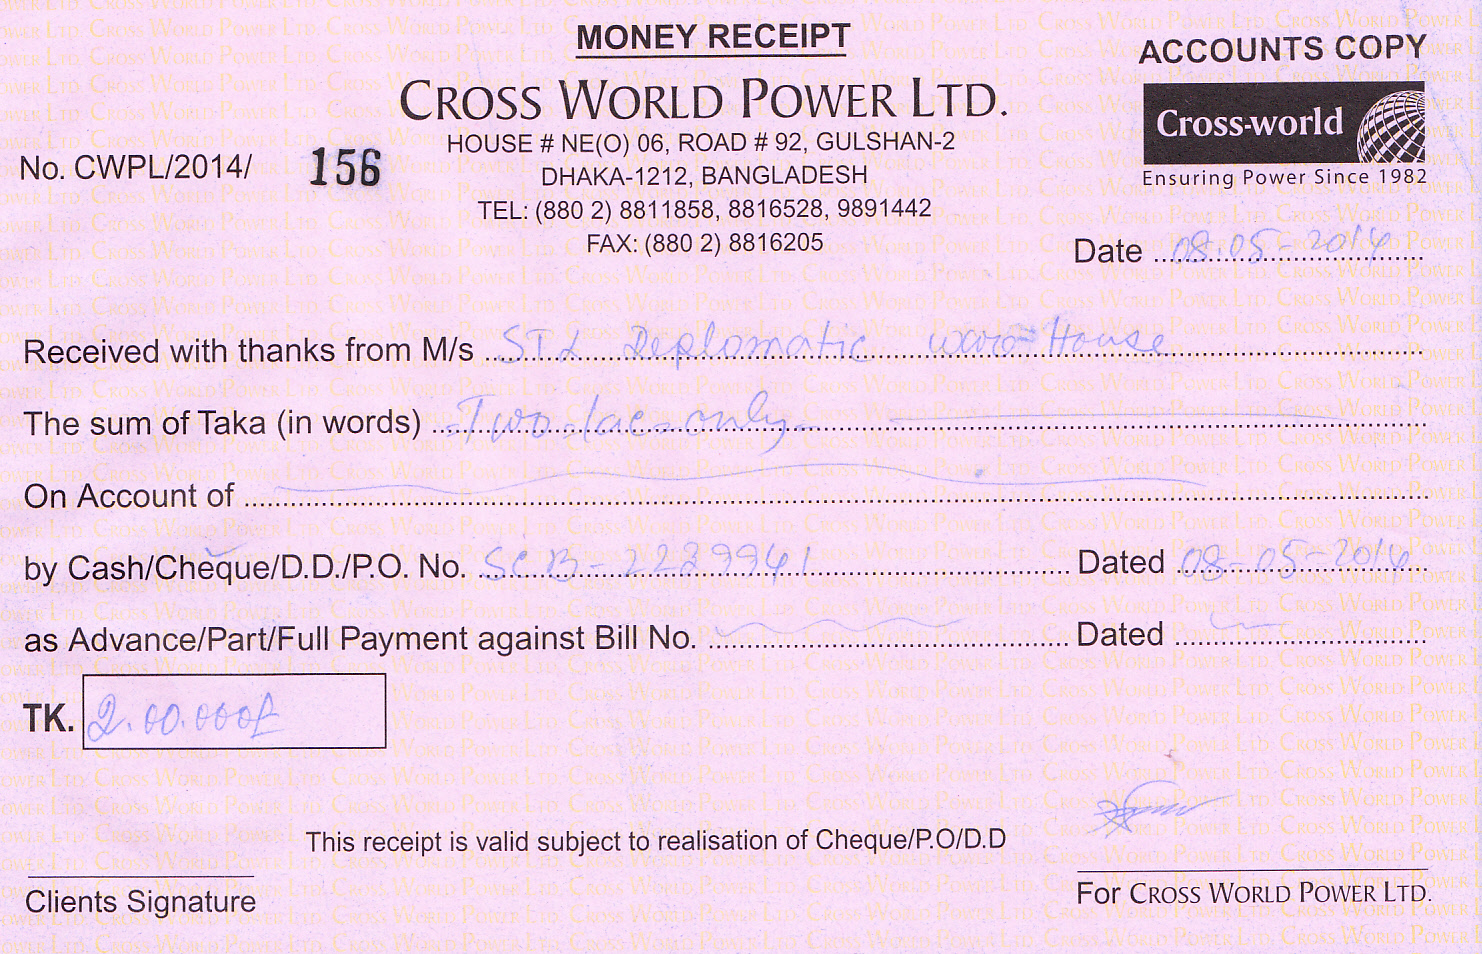 MONEY RECEIPT
ACCOUNTS COPY
CROSS WORLD POWER LTD.
Cross-world
Ensuring Power Since 1982
HOUSE # NE(O) 06, ROAD # 92, GULSHAN-2
No. CWPL/2014/ 156
DHAKA-1212, BANGLADESH
TEL: (880 2) 8811858, 8816528, 9891442
FAX: (880 2) 8816205
Date 08-05-2014
Received with thanks from M/s STL Deplomatic ware House
The sum of Taka (in words) =Two=lac=only=
On Account of
by Cash/Cheque/D.D./P.O. No. SCB-2239941 Dated 08-05-2014
as Advance/Part/Full Payment against Bill No. Dated
TK. 2.00.000/-
This receipt is valid subject to realisation of Cheque/P.O/D.D
Clients Signature
For CROSS WORLD POWER LTD.